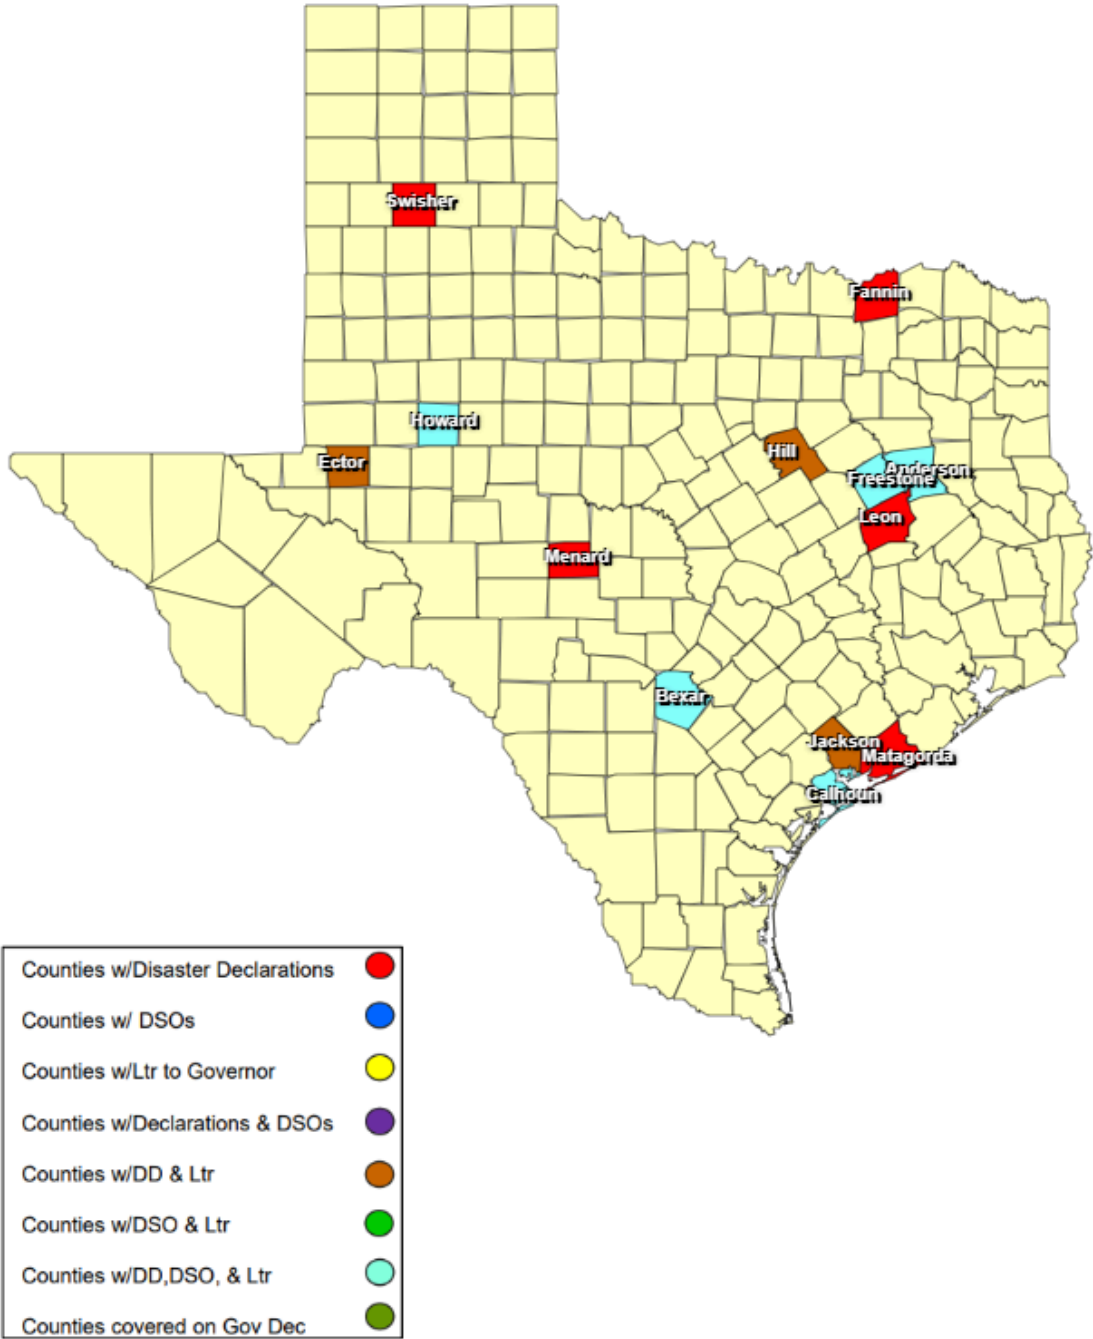 Swisher
Fannin
Howard
Hill
Ector
Anderson
Freestone
Leon
Menard
Bexar
Jackson
Matagorda
Calhoun
Counties w/Disaster Declarations
Counties w/ DSOs
Counties w/Ltr to Governor
Counties w/Declarations & DSOs
Counties w/DD & Ltr
Counties w/DSO & Ltr
Counties w/DD,DSO, & Ltr
Counties covered on Gov Dec